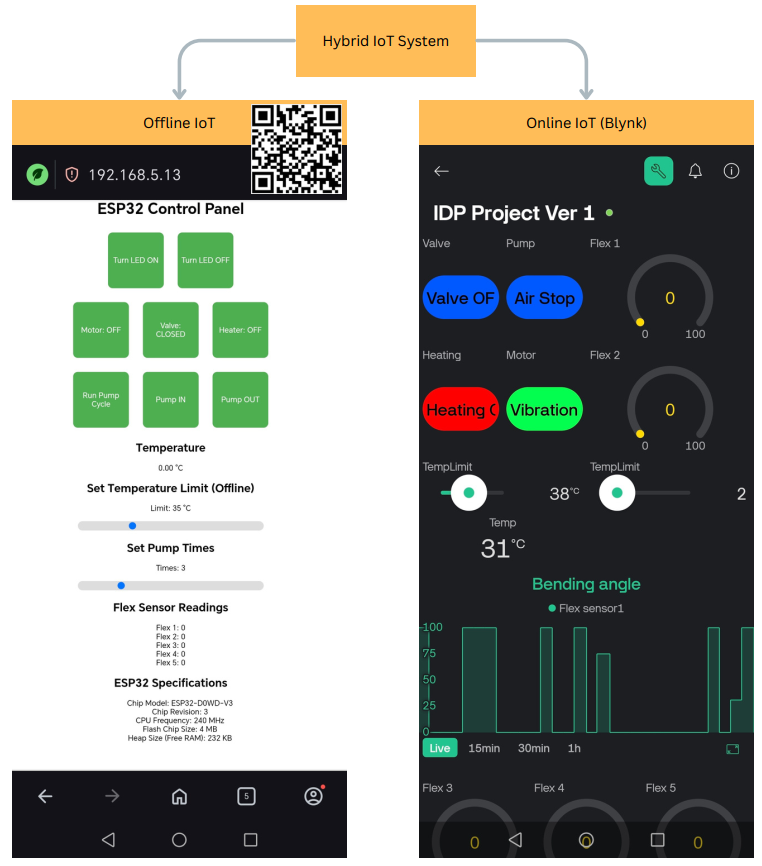 Hybrid IoT System
Offline IoT
192.168.5.13
ESP32 Control Panel
Turn LED ON
Turn LED OFF
Motor: OFF
Valve:
CLOSED
Heater: OFF
Run Pump
Cycle
Pump IN
Pump OUT
Temperature
0.00 °C
Set Temperature Limit (Offline)
Limit: 35 °C
Set Pump Times
Times: 3
Flex Sensor Readings
Flex 1: 0
Flex 2: 0
Flex 3: 0
Flex 4: 0
Flex 5: 0
ESP32 Specifications
Chip Model: ESP32-D0WD-V3
Chip Revision: 3
CPU Frequency: 240 MHz
Flash Chip Size: 4 MB
Heap Size (Free RAM): 232 KB
5
Online IoT (Blynk)
IDP Project Ver 1
Valve
Pump
Flex 1
Valve OF
Air Stop
0
0
100
Heating
Motor
Flex 2
Heating
Vibration
0
0
100
TempLimit
TempLimit
38°C
2
Temp
31°C
Bending angle
Flex sensor1
100
75
50
25
0
Live
15min
30min
1h
Flex 3
Flex 4
Flex 5
0
0
0